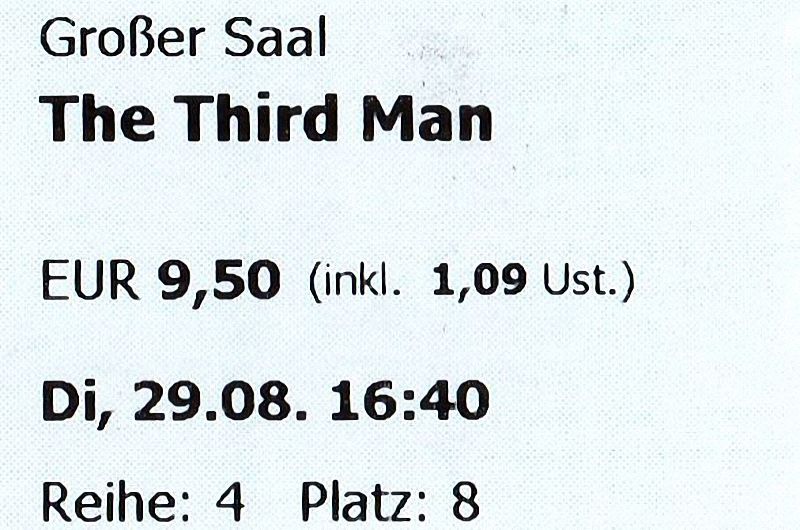 Großer Saal
The Third Man
EUR 9,50 (inkl. 1,09 Ust.)
Di, 29.08. 16:40
Reihe: 4 Platz: 8